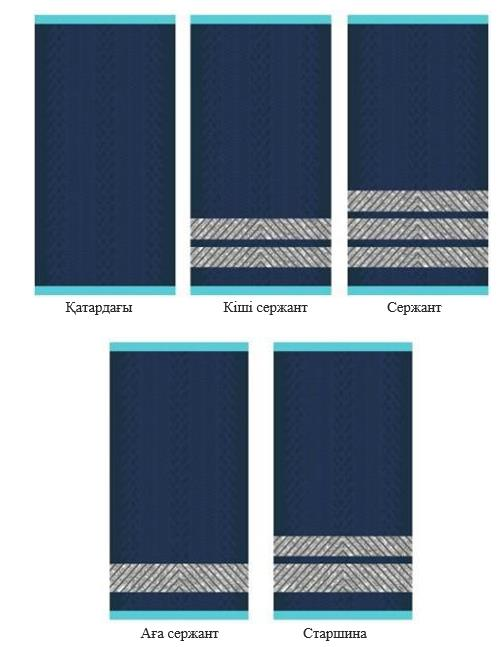 Қатардағы
Кіші сержант
Сержант
Аға сержант
Старшина